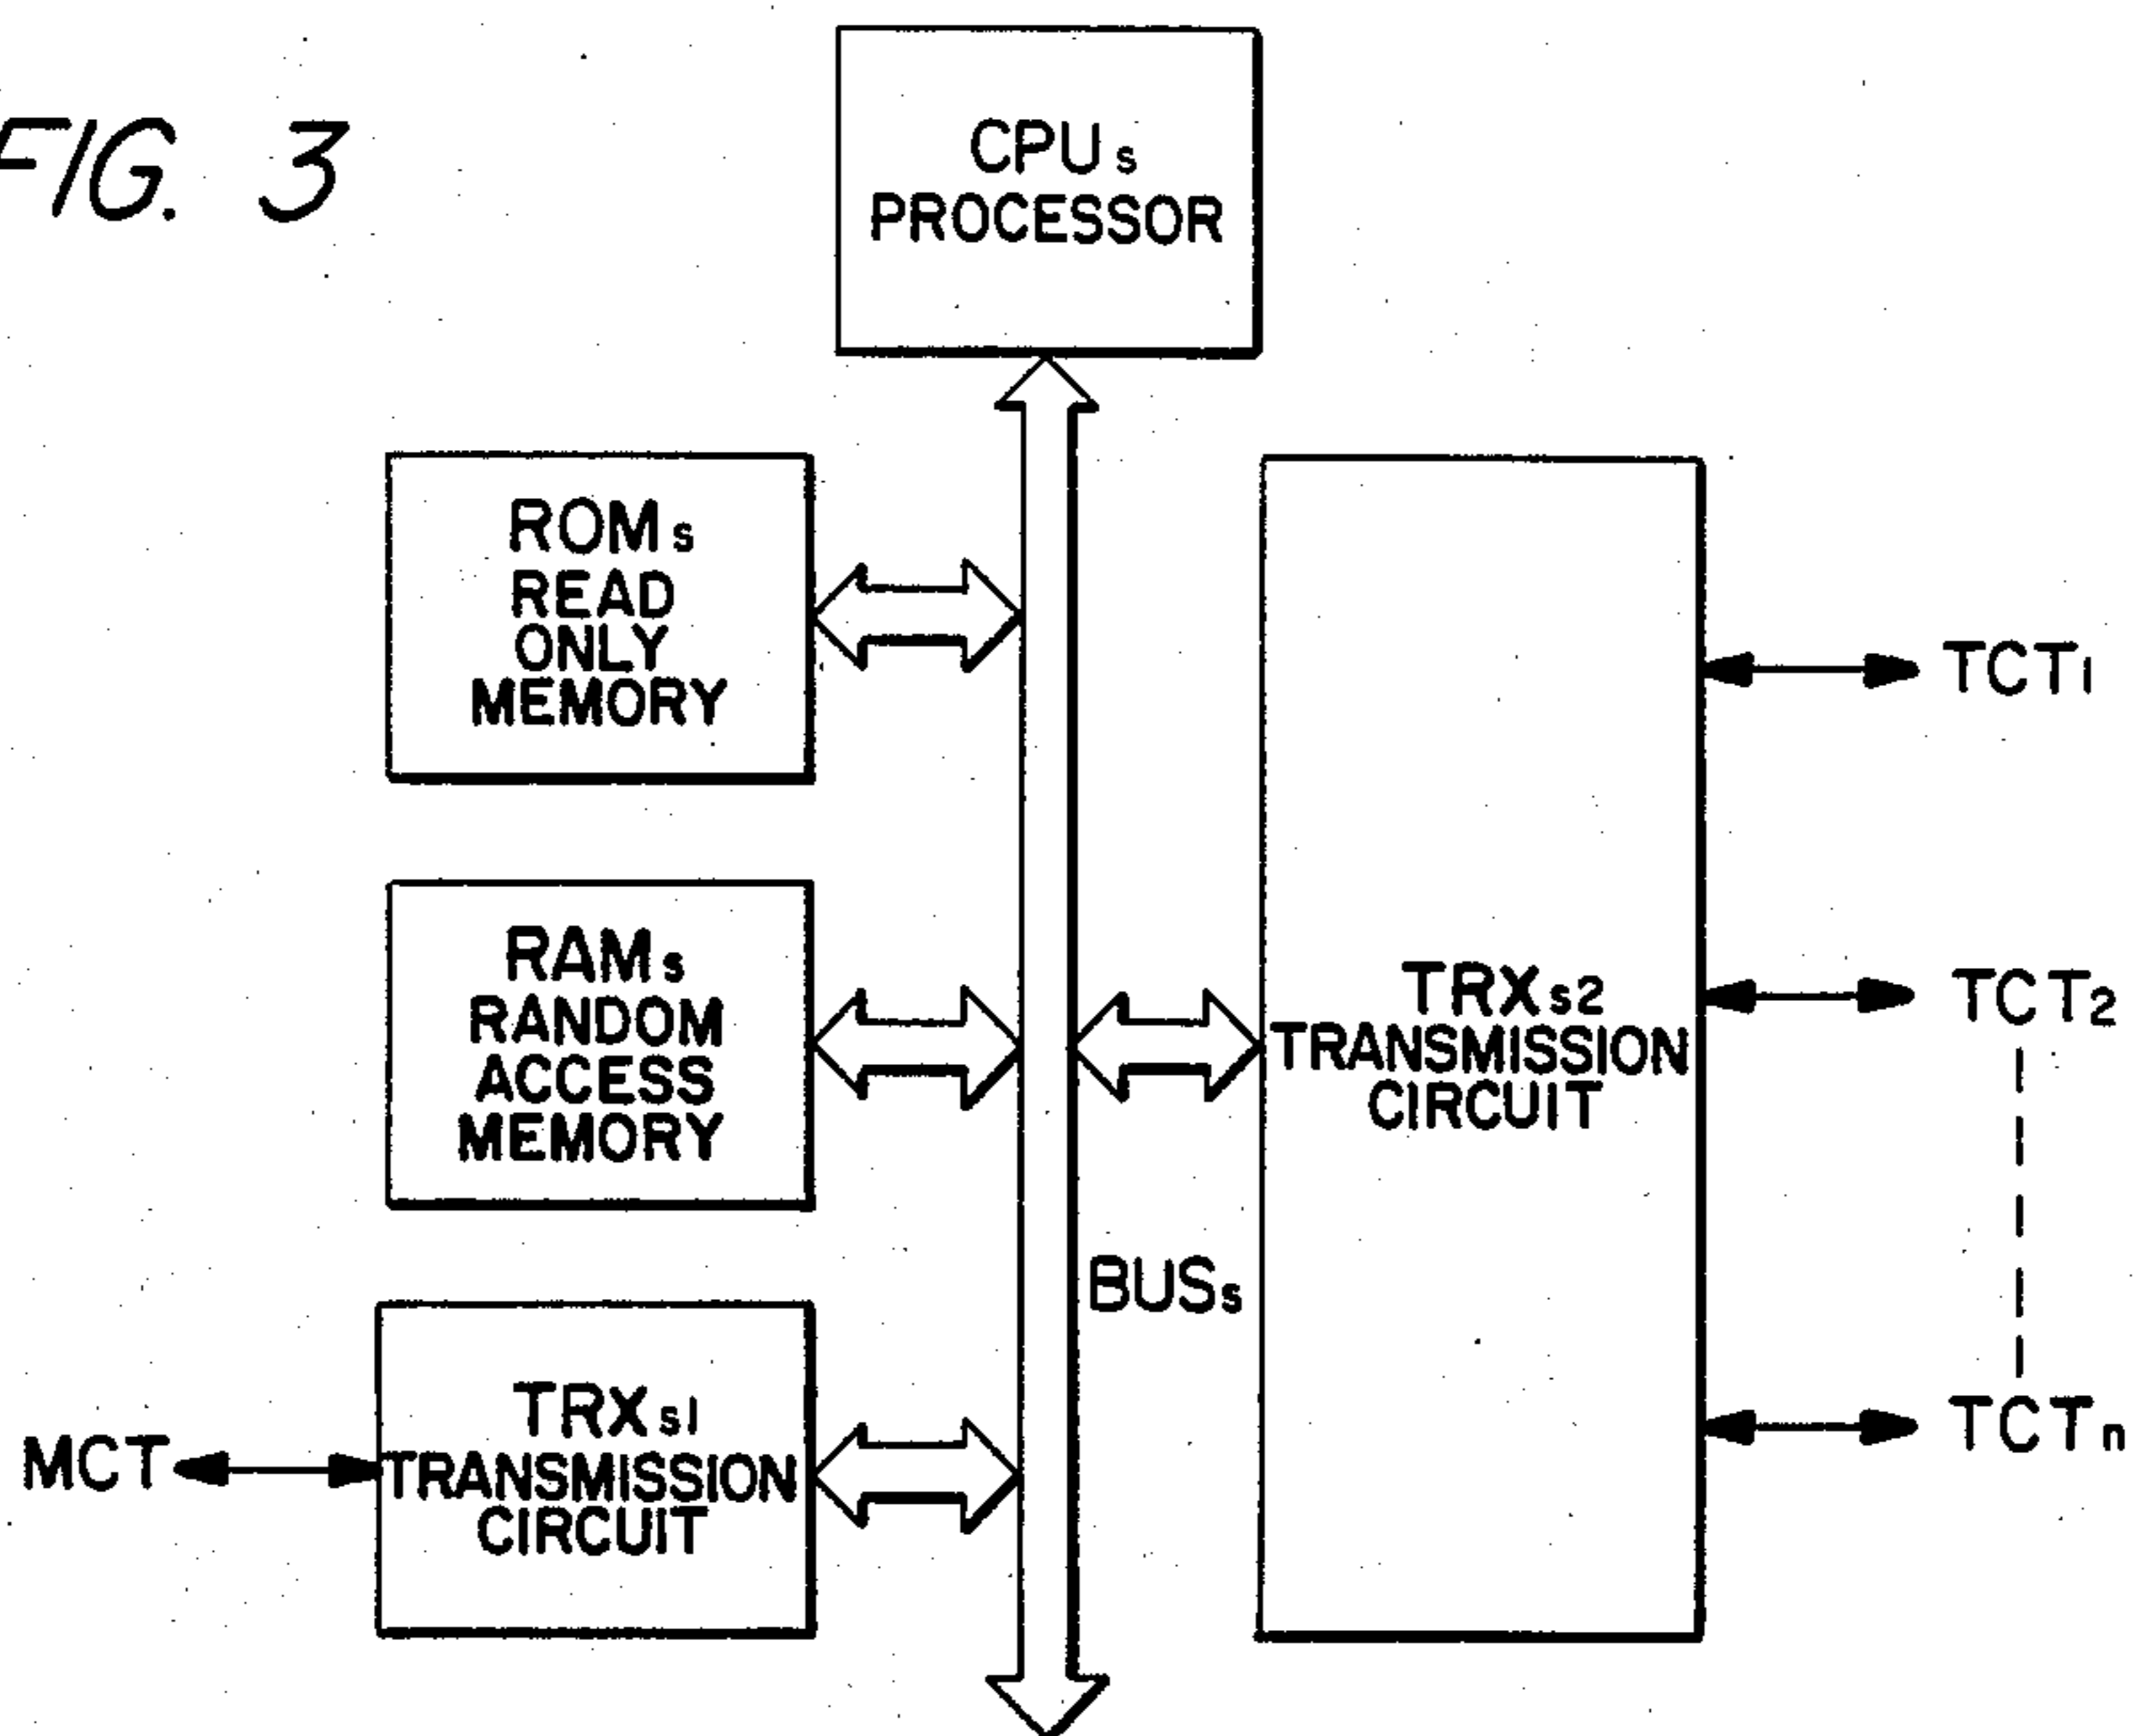 FIG. 3
CPUs
PROCESSOR
ROMs
READ
ONLY
MEMORY
RAMs
RANDOM
ACCESS
MEMORY
TRXs1
TRANSMISSION
CIRCUIT
MCT
BUSs
TRXs2
TRANSMISSION
CIRCUIT
TCT1
TCT2
TCTn